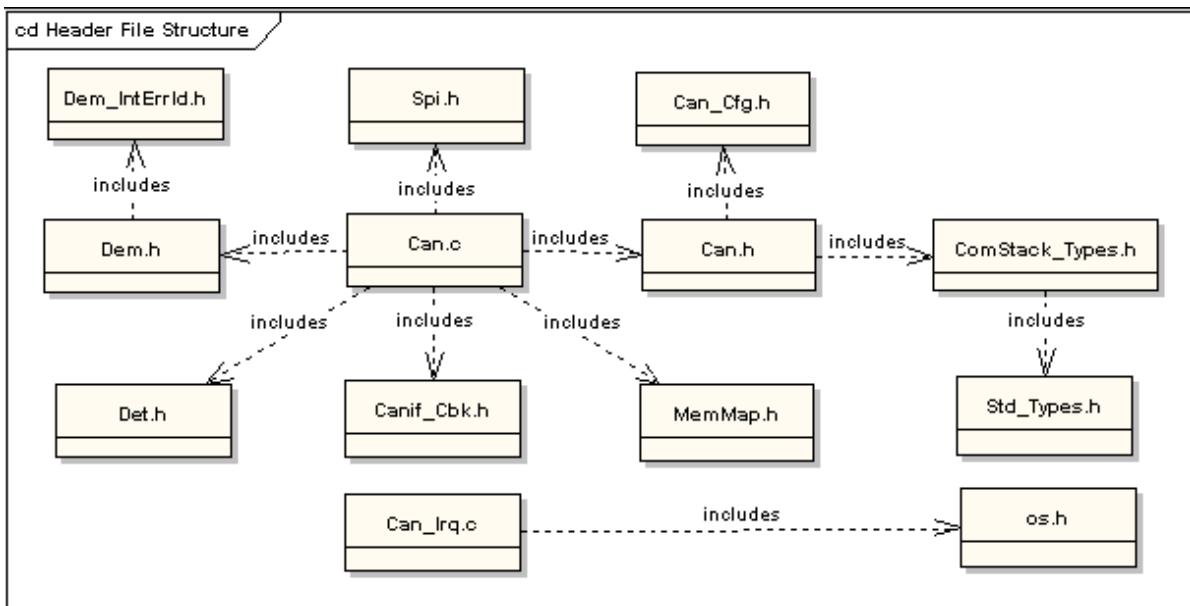 cd Header File Structure
Dem_IntErrId.h
Spi.h
Can_Cfg.h
includes
includes
includes
Dem.h
includes
Can.c
includes
Can.h
includes
ComStack_Types.h
includes
includes
includes
includes
Det.h
Canif_Cbk.h
MemMap.h
Std_Types.h
Can_Irq.c
includes
os.h